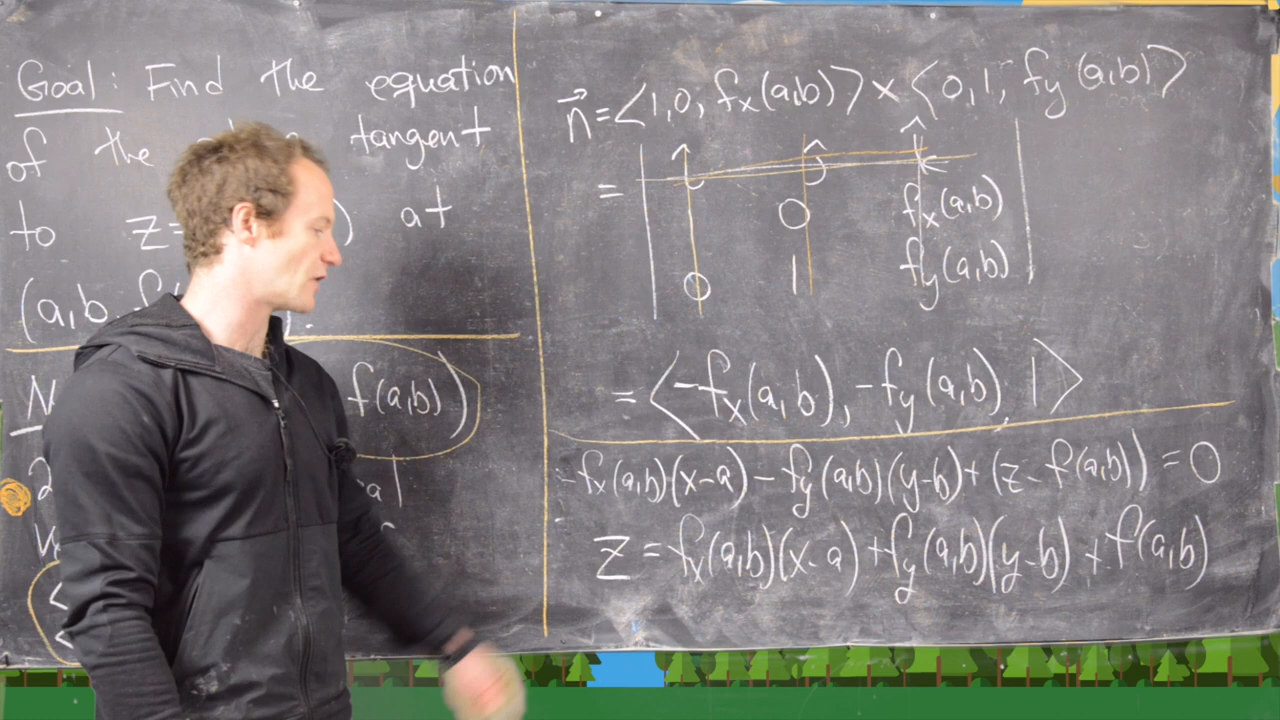 Goal: Find the equation
of the tangent
to z= ) at
(a,b, f ).
N f(a,b))
2 a|
V
<
<
n⃗=<1,0, fx(a,b)>×<0,1, fy(a,b)>
= | î ĵ k̂ |
0 fx(a,b)
0 1 fy(a,b)
= <-fx(a,b), -fy(a,b), 1>
-fx(a,b)(x-a) - fy(a,b)(y-b)+(z-f(a,b)) = 0
z = fx(a,b)(x-a) + fy(a,b)(y-b) + f(a,b)